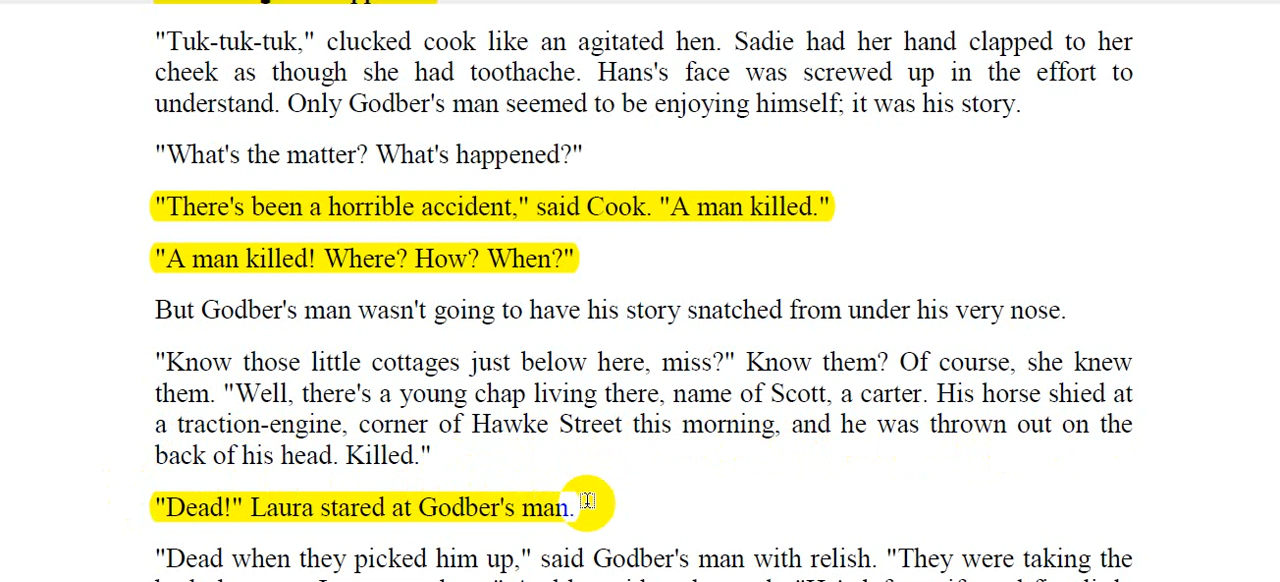 "Tuk-tuk-tuk," clucked cook like an agitated hen. Sadie had her hand clapped to her
cheek as though she had toothache. Hans's face was screwed up in the effort to
understand. Only Godber's man seemed to be enjoying himself; it was his story.
"What's the matter? What's happened?"
"There's been a horrible accident," said Cook. "A man killed."
"A man killed! Where? How? When?"
But Godber's man wasn't going to have his story snatched from under his very nose.
"Know those little cottages just below here, miss?" Know them? Of course, she knew
them. "Well, there's a young chap living there, name of Scott, a carter. His horse shied at
a traction-engine, corner of Hawke Street this morning, and he was thrown out on the
back of his head. Killed."
"Dead!" Laura stared at Godber's man.
"Dead when they picked him up," said Godber's man with relish. "They were taking the